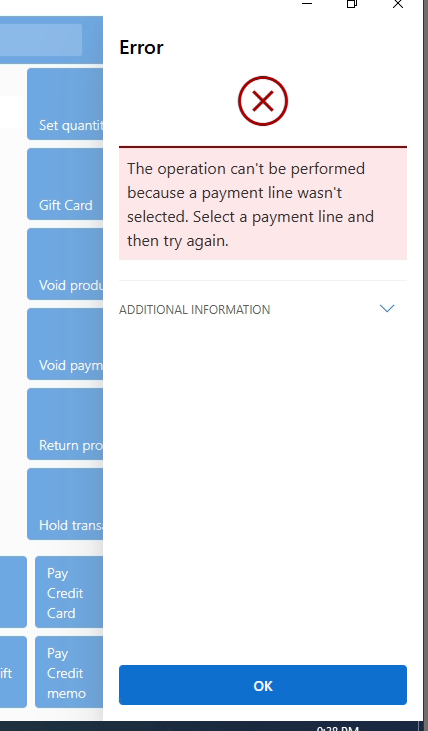 Error
The operation can't be performed
because a payment line wasn't
selected. Select a payment line and
then try again.
ADDITIONAL INFORMATION
OK
Set quantit
Gift Card
Void produ
Void paym
Return pro
Hold transa
Pay
Credit
Card
ift
Pay
Credit
memo